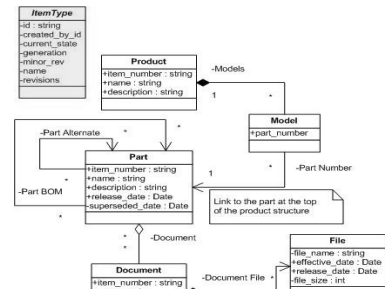 ItemType
-id : string
-created_by_id
-current_state
-generation
-minor_rev
-name
-revisions
Product
+item_number : string
+name : string
+description : string
-Models
1
*
Model
+part_number
-Part Alternate
*
*
*
-Part BOM
*
Part
+item_number : string
+name : string
+description : string
+release_date : Date
-superseded_date : Date
1
*
-Part Number
Link to the part at the top
of the product structure
*
-Document
*
Document
+item_number : string
-Document File
*
File
-file_name : string
+effective_date : Date
+release_date : Date
-file_size : int